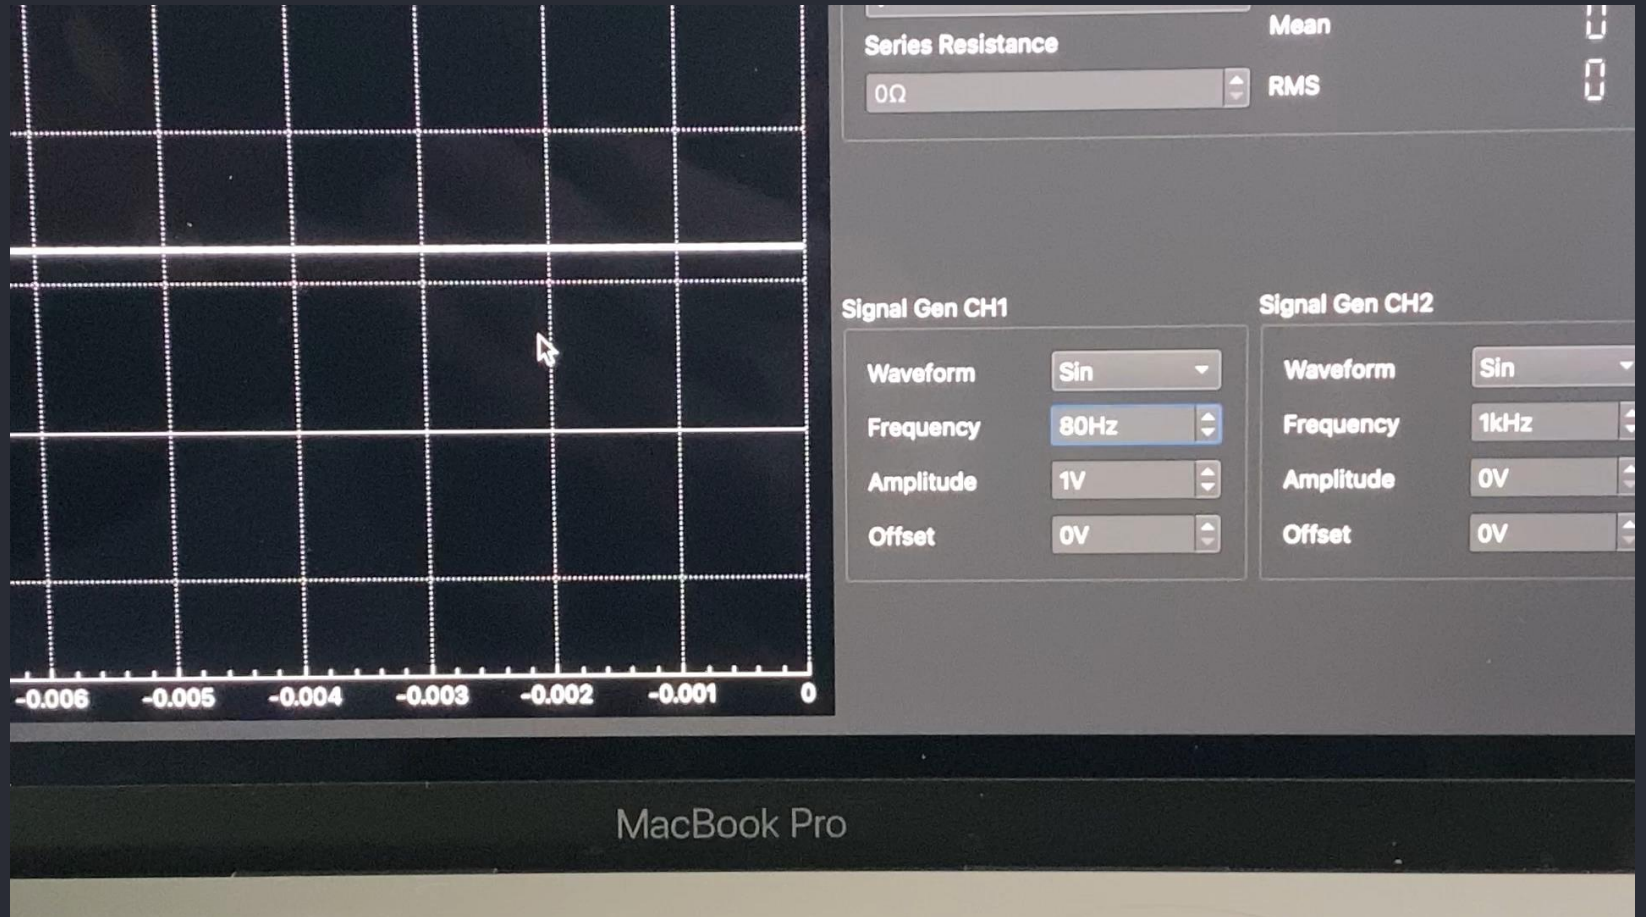 Mean 0
Series Resistance
0Ω
RMS 0
Signal Gen CH1
Waveform Sin
Frequency 80Hz
Amplitude 1V
Offset 0V
Signal Gen CH2
Waveform Sin
Frequency 1kHz
Amplitude 0V
Offset 0V
-0.006 -0.005 -0.004 -0.003 -0.002 -0.001 0
MacBook Pro